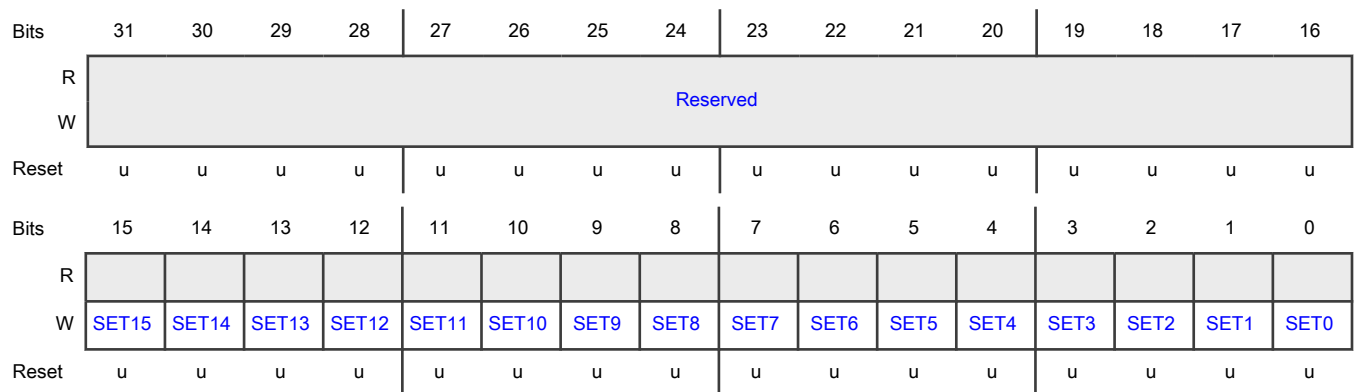 Bits 31 30 29 28 27 26 25 24 23 22 21 20 19 18 17 16
R
Reserved
W
Reset u u u u u u u u u u u u u u u u
Bits 15 14 13 12 11 10 9 8 7 6 5 4 3 2 1 0
R
W SET15 SET14 SET13 SET12 SET11 SET10 SET9 SET8 SET7 SET6 SET5 SET4 SET3 SET2 SET1 SET0
Reset u u u u u u u u u u u u u u u u